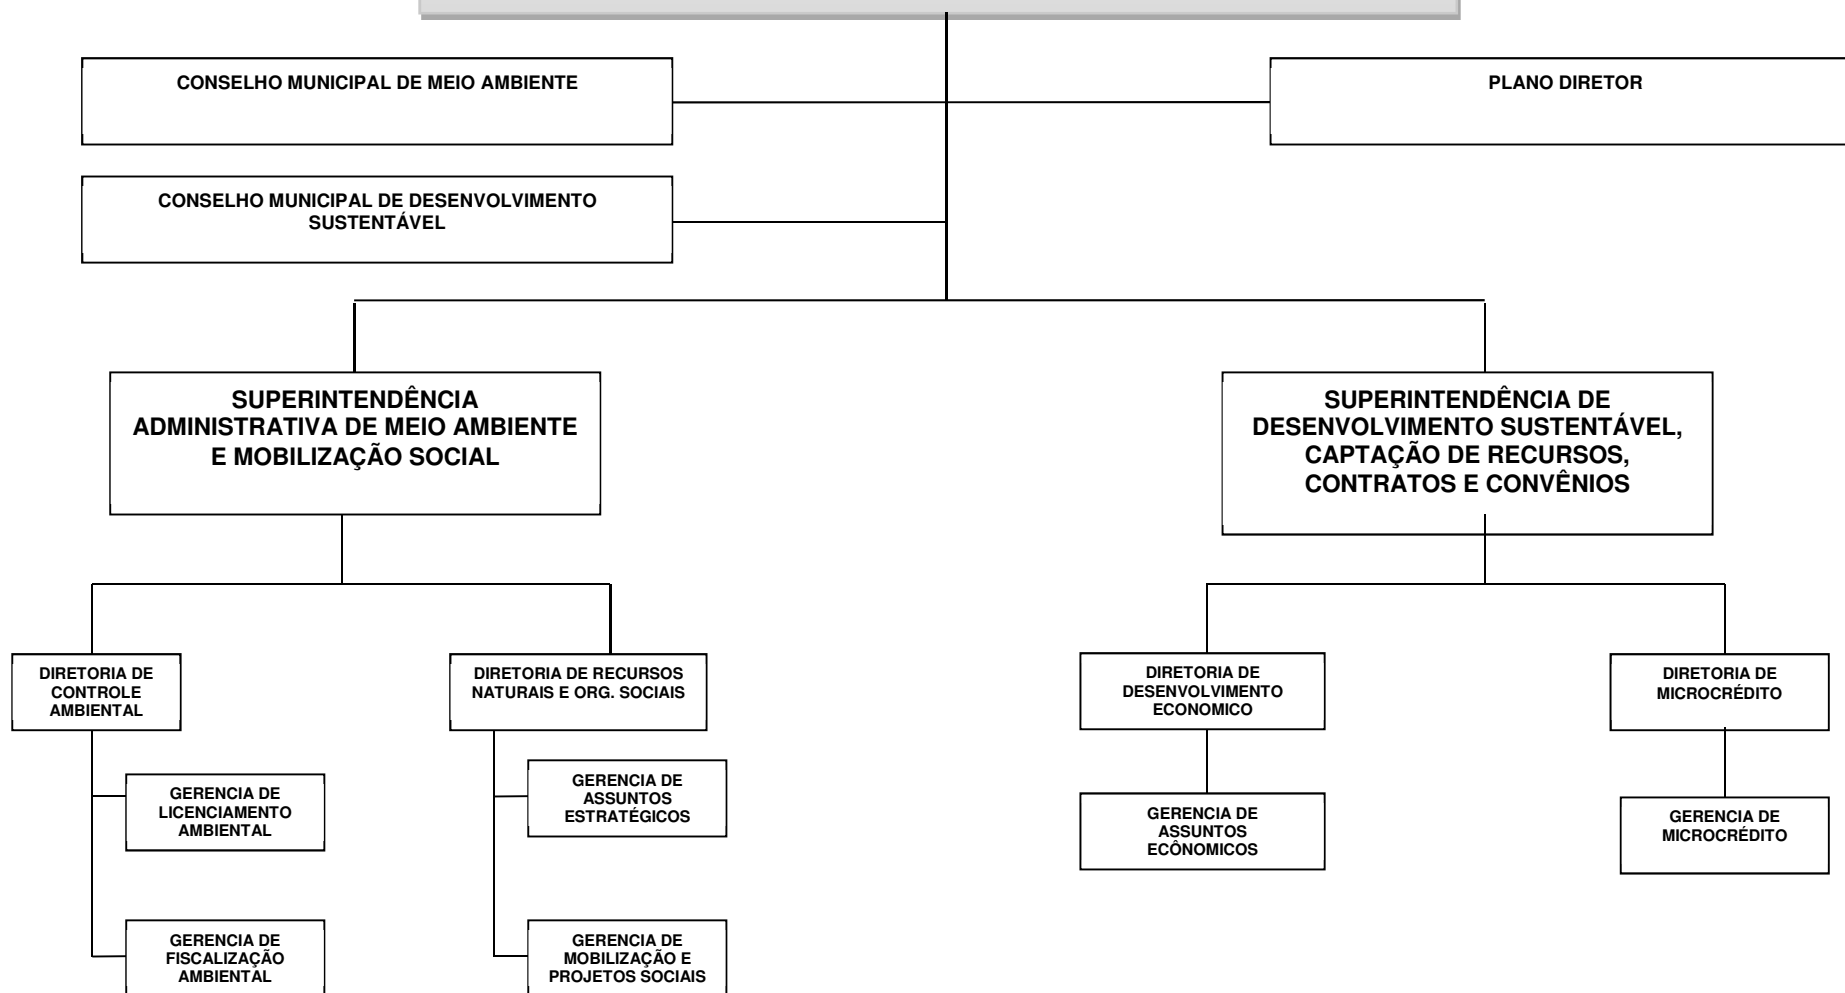 CONSELHO MUNICIPAL DE MEIO AMBIENTE
PLANO DIRETOR
CONSELHO MUNICIPAL DE DESENVOLVIMENTO
SUSTENTÁVEL
SUPERINTENDÊNCIA
ADMINISTRATIVA DE MEIO AMBIENTE
E MOBILIZAÇÃO SOCIAL
SUPERINTENDÊNCIA DE
DESENVOLVIMENTO SUSTENTÁVEL,
CAPTAÇÃO DE RECURSOS,
CONTRATOS E CONVÊNIOS
DIRETORIA DE
CONTROLE
AMBIENTAL
DIRETORIA DE RECURSOS
NATURAIS E ORG. SOCIAIS
DIRETORIA DE
DESENVOLVIMENTO
ECONOMICO
DIRETORIA DE
MICROCRÉDITO
GERENCIA DE
LICENCIAMENTO
AMBIENTAL
GERENCIA DE
ASSUNTOS
ESTRATÉGICOS
GERENCIA DE
ASSUNTOS
ECÔNOMICOS
GERENCIA DE
MICROCRÉDITO
GERENCIA DE
FISCALIZAÇÃO
AMBIENTAL
GERENCIA DE
MOBILIZAÇÃO E
PROJETOS SOCIAIS